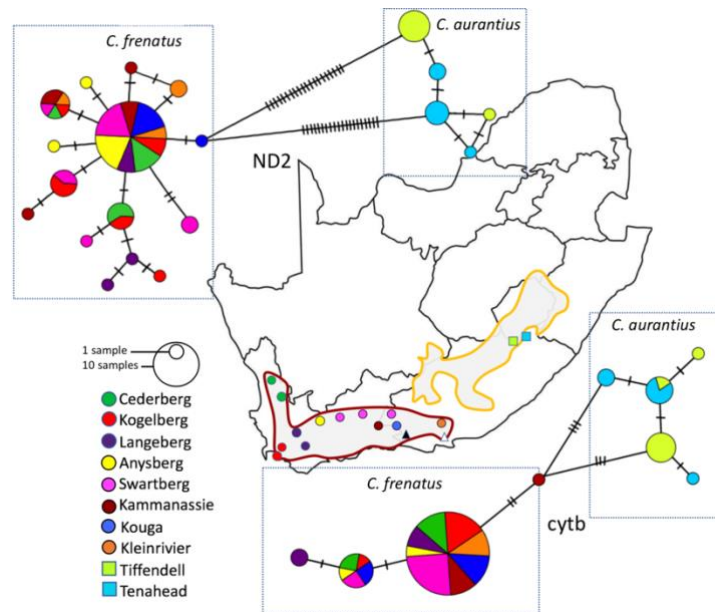 C. frenatus
C. aurantius
ND2
1 sample
10 samples
Cederberg
Kogelberg
Langeberg
Anysberg
Swartberg
Kammanassie
Kouga
Kleinrivier
Tiffendell
Tenahead
C. aurantius
C. frenatus
cytb